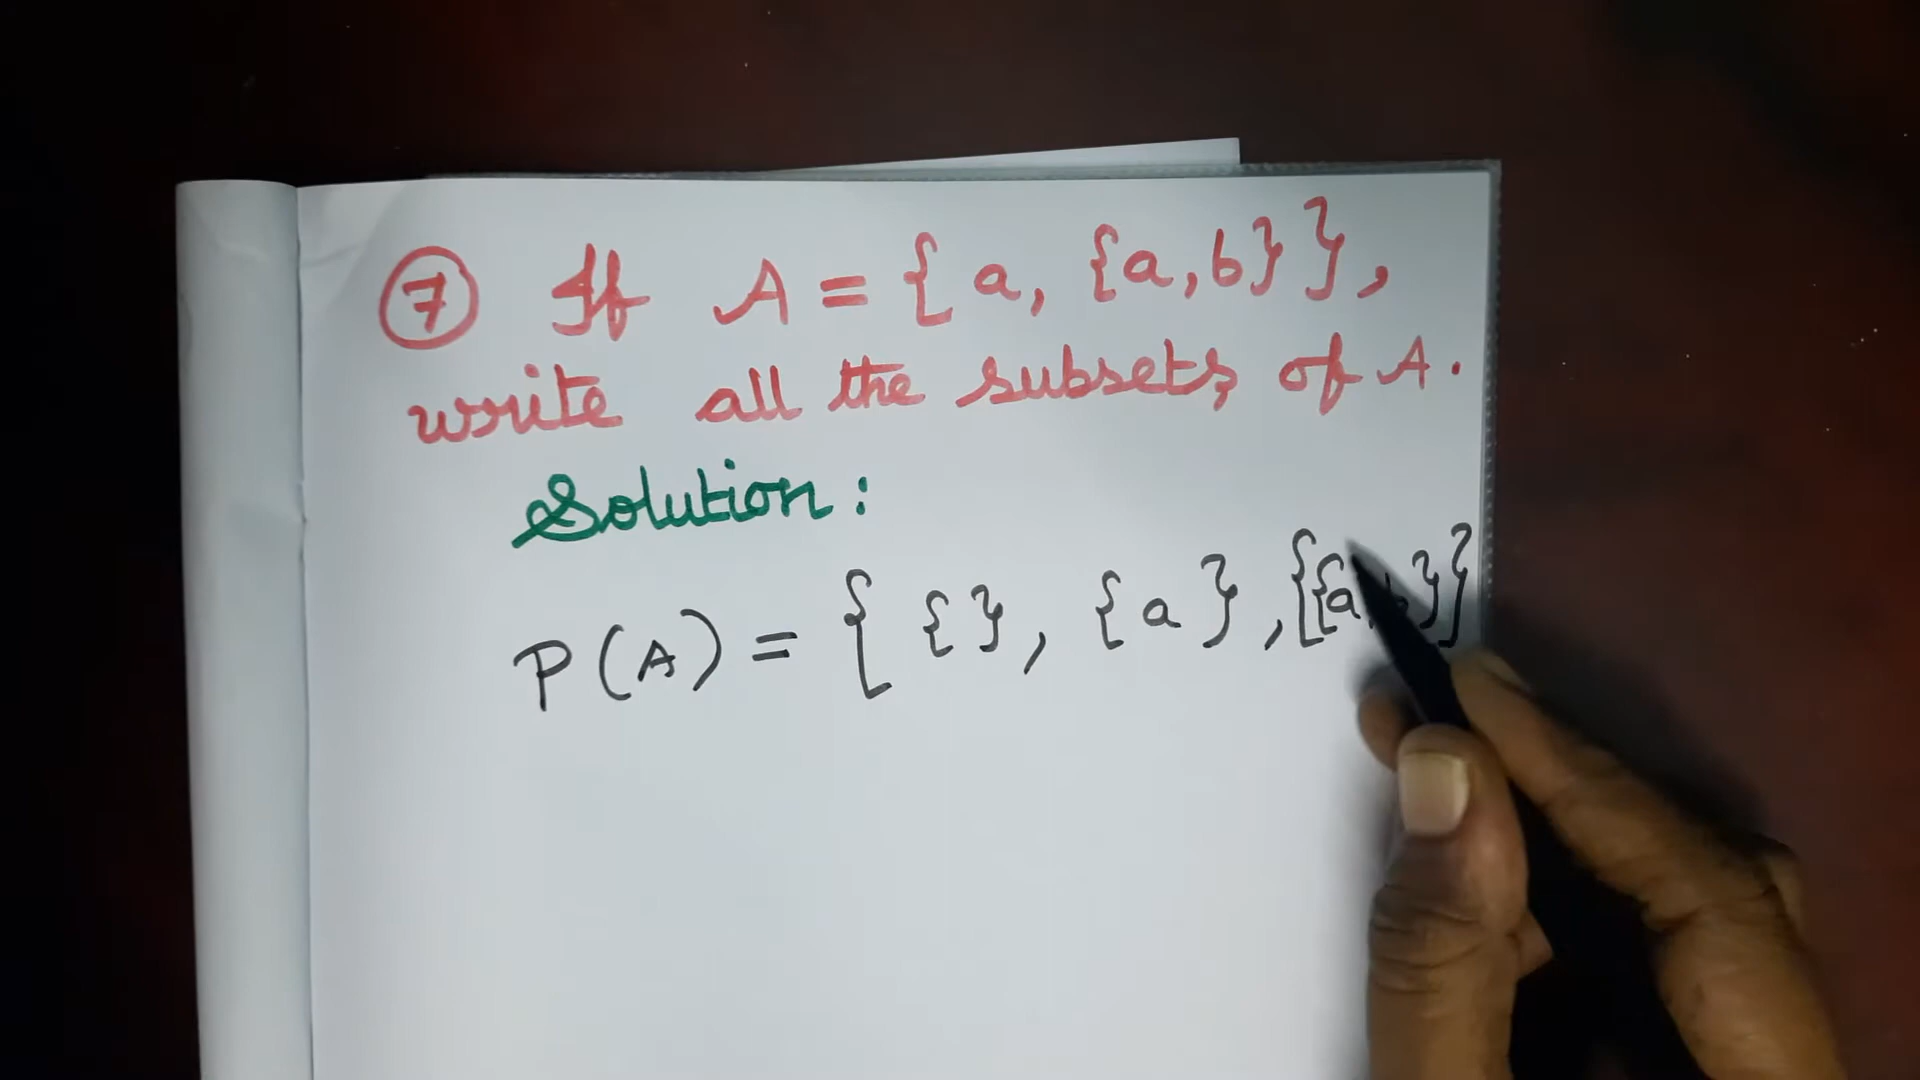 7 If A = { a, {a,b} },
write all the subsets of A.
Solution:
P(A) = { {}, {a}, {{a,b}}